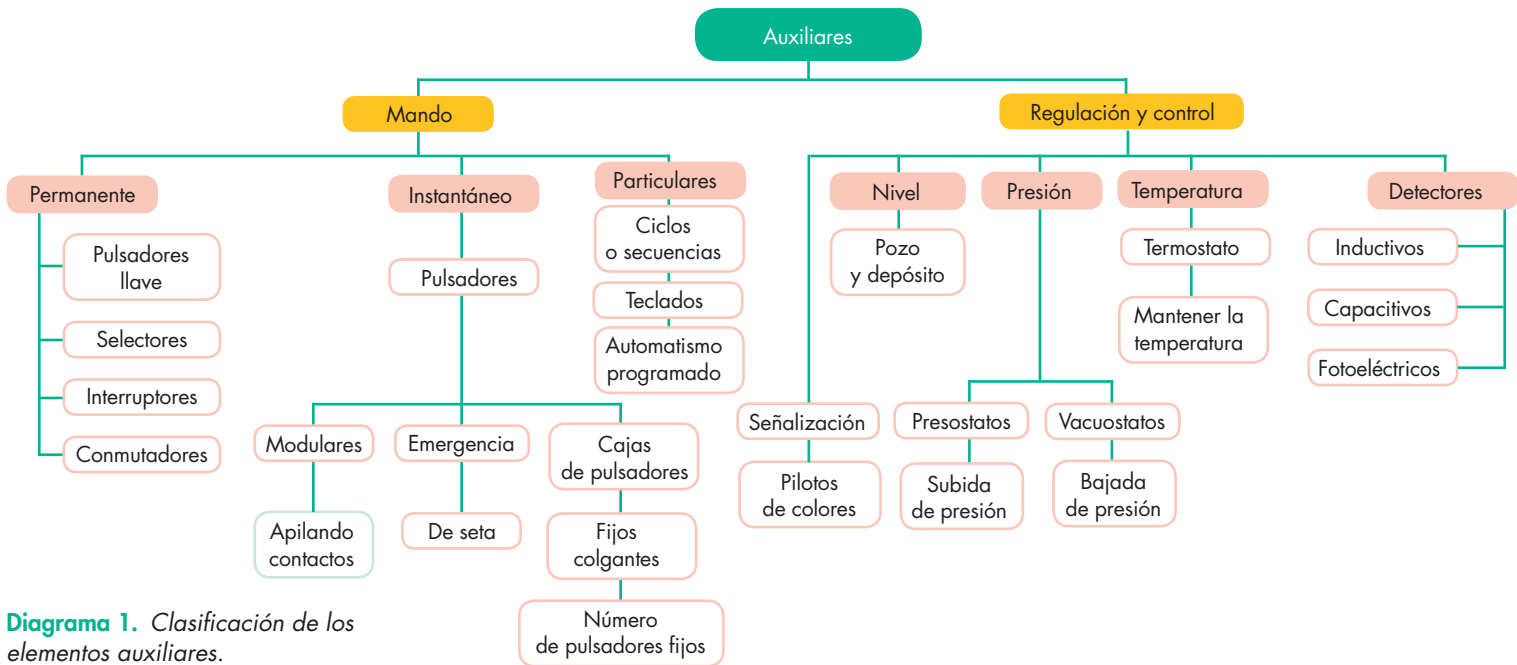 Auxiliares
Mando
Regulación y control
Permanente
Instantáneo
Particulares
Nivel
Presión
Temperatura
Detectores
Pulsadores
llave
Selectores
Interruptores
Conmutadores
Pulsadores
Modulares
Apilando
contactos
Emergencia
De seta
Cajas
de pulsadores
Fijos
colgantes
Número
de pulsadores fijos
Ciclos
o secuencias
Teclados
Automatismo
programado
Señalización
Pilotos
de colores
Pozo
y depósito
Presostatos
Subida
de presión
Vacuostatos
Bajada
de presión
Termostato
Mantener la
temperatura
Inductivos
Capacitivos
Fotoeléctricos
Diagrama 1. Clasificación de los
elementos auxiliares.